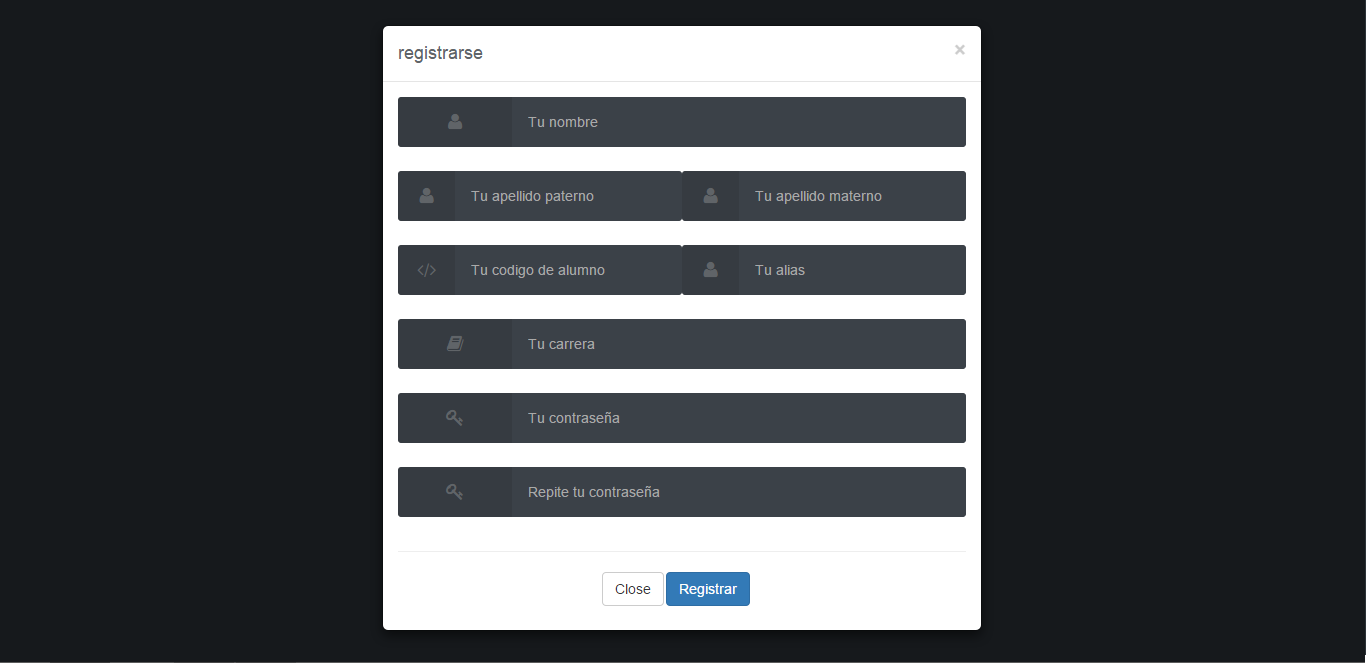 registrarse ×
Tu nombre
Tu apellido paterno Tu apellido materno
Tu codigo de alumno Tu alias
Tu carrera
Tu contraseña
Repite tu contraseña
Close Registrar